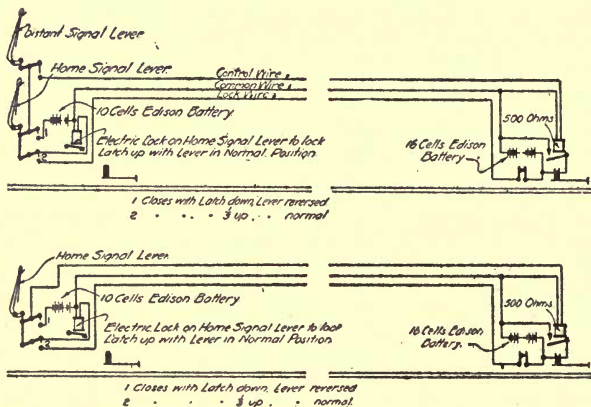 Distant Signal Lever
Home Signal Lever.
Control Wire,
Common Wire,
Lock Wire,
10 Cells Edison Battery
Electric Lock on Home Signal Lever to lock
Latch up with Lever in Normal Position
500 Ohms
16 Cells Edison
Battery
1 Closes with Latch down, Lever reversed
2 " " " ½ up, " " normal
Home Signal Lever.
10 Cells Edison Battery
Electric Lock on Home Signal Lever to lock
Latch up with Lever in Normal Position
500 Ohms
16 Cells Edison
Battery.
1 Closes with Latch down, Lever reversed
2 " " " ½ up, " " normal.